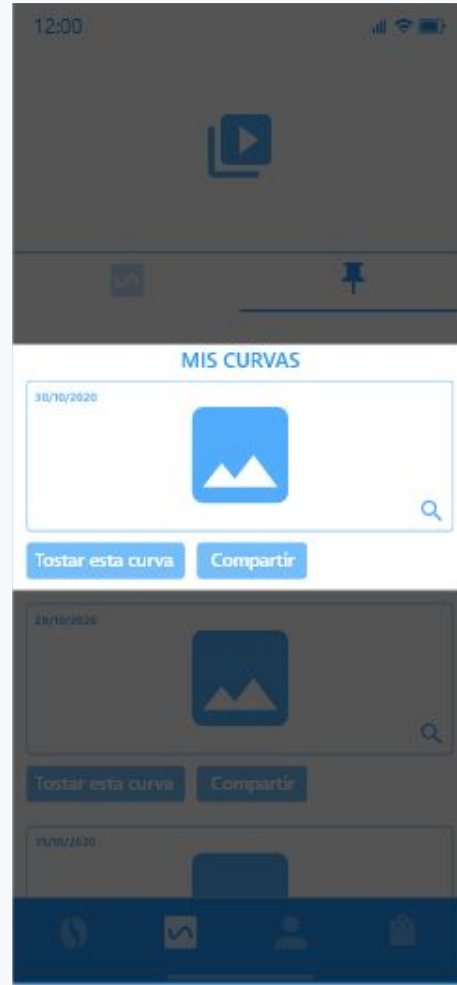 12:00
MIS CURVAS
30/10/2020
Tostar esta curva Compartir
28/10/2020
Tostar esta curva Compartir